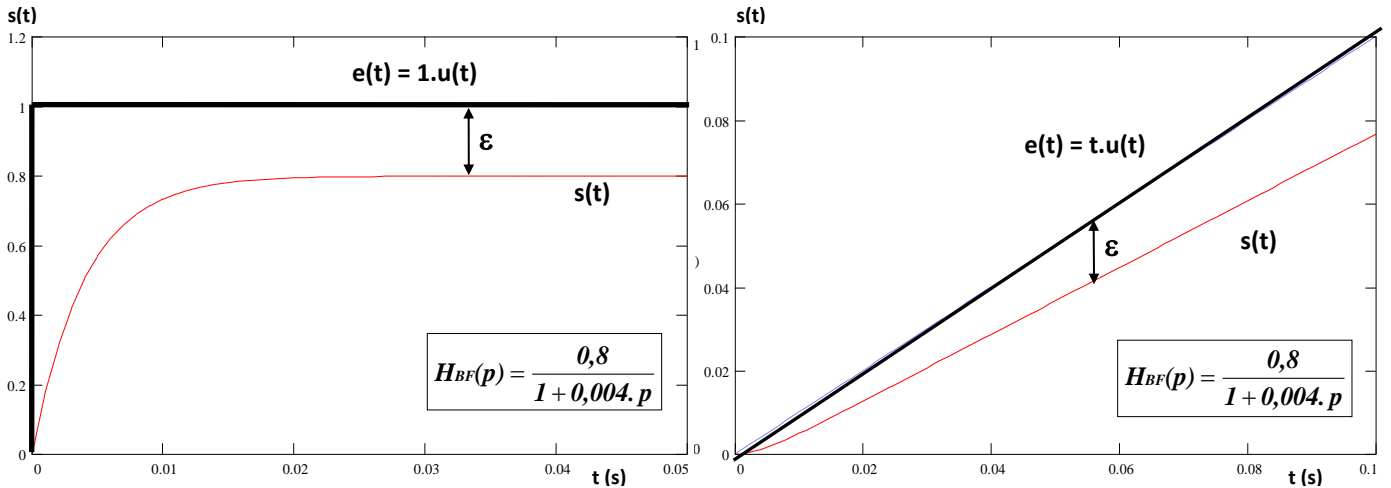 s(t)
1.2
1
0.8
0.6
0.4
0.2
0
0
0.01
0.02
0.03
0.04
0.05
t (s)
e(t) = 1.u(t)
ε
s(t)
H_BF(p) = 0,8 / (1 + 0,004. p)
1
)
0
s(t)
0.1
0.08
0.06
0.04
0.02
0
0
0.02
0.04
0.06
0.08
0.1
t (s)
e(t) = t.u(t)
ε
s(t)
H_BF(p) = 0,8 / (1 + 0,004. p)